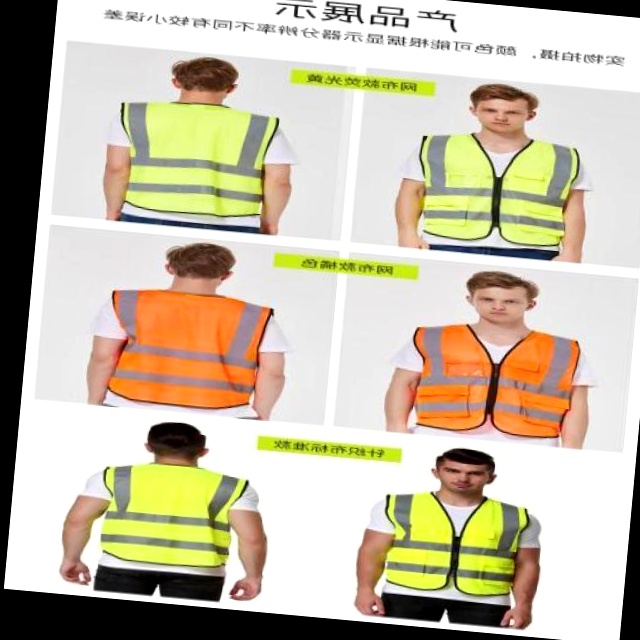 产品展示
实物拍摄，颜色可能根据显示器分辨率不同有较小误差
网布款荧光黄
网布款橘色
针织布标准款